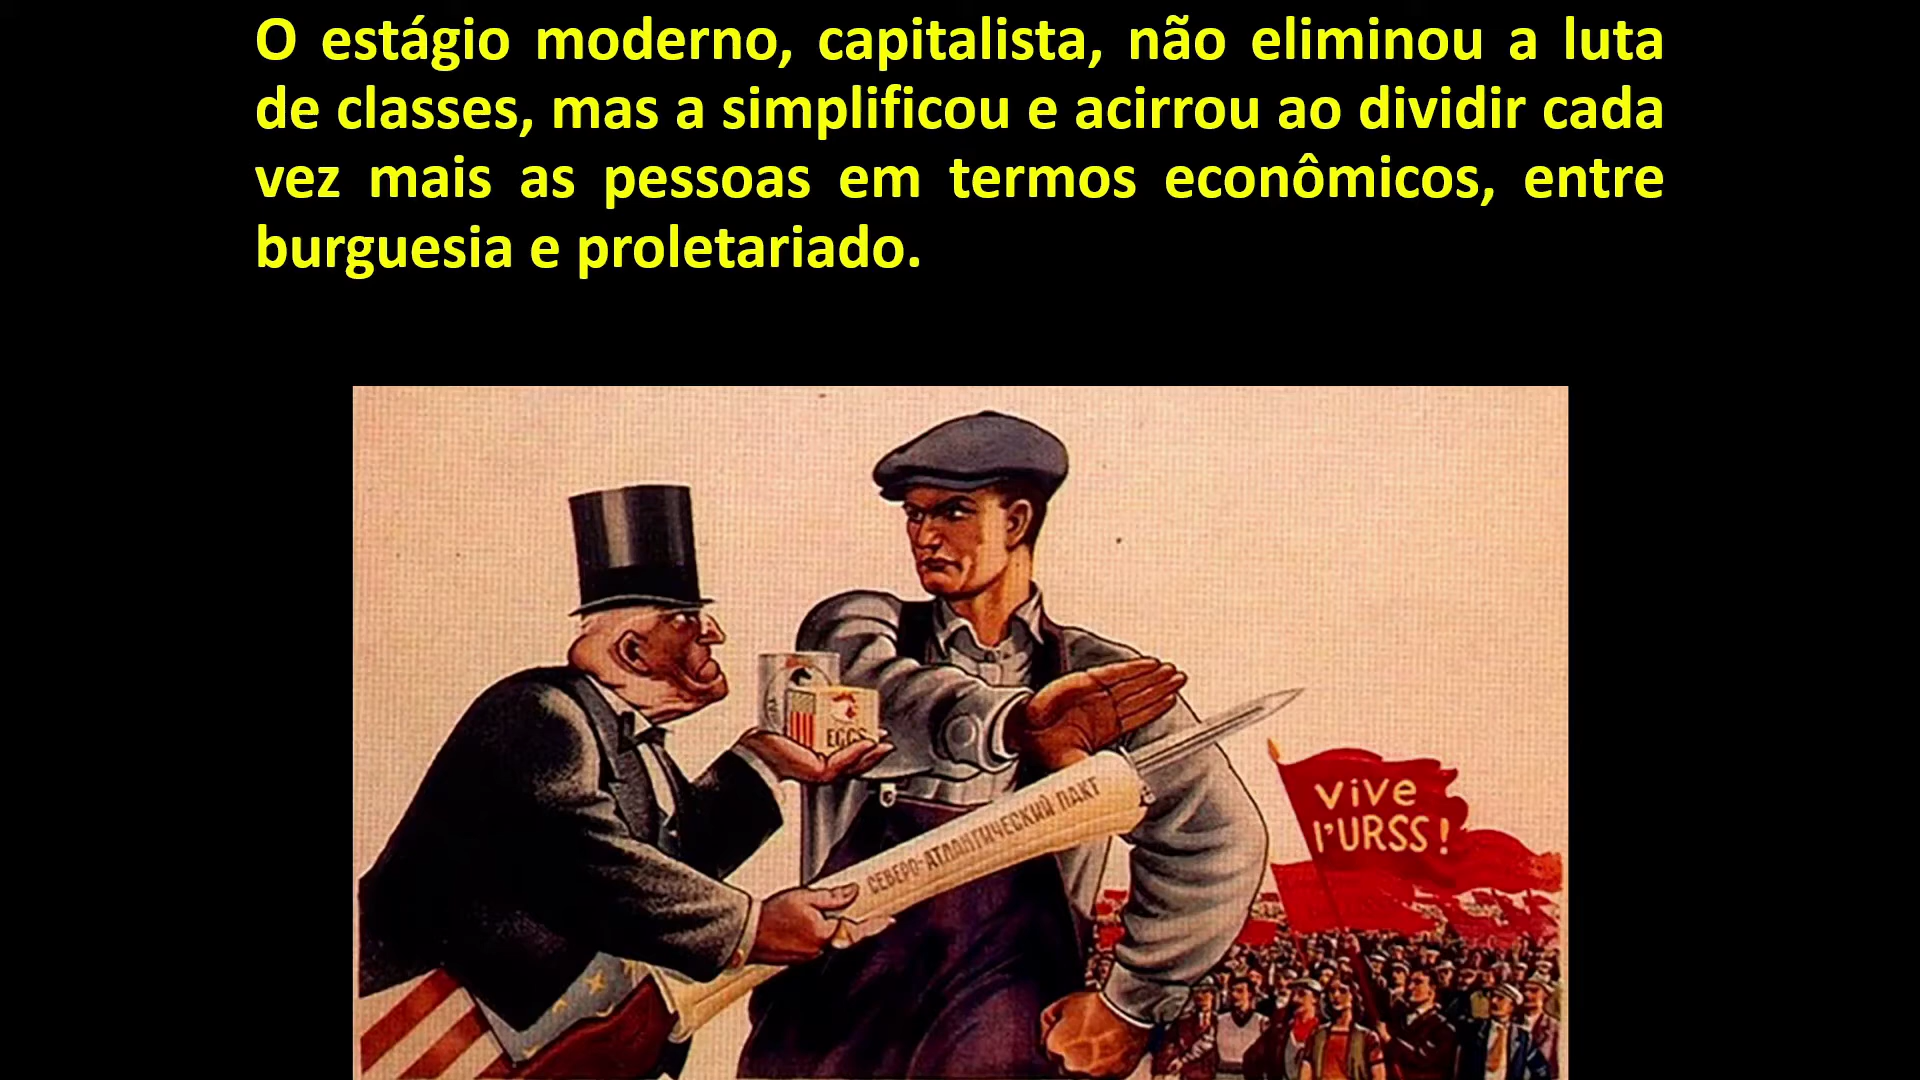 O estágio moderno, capitalista, não eliminou a luta
de classes, mas a simplificou e acirrou ao dividir cada
vez mais as pessoas em termos econômicos, entre
burguesia e proletariado.
EGGS
СЕВЕРО-АТЛАНТИЧЕСКИЙ ПАКТ
vive
l'URSS!